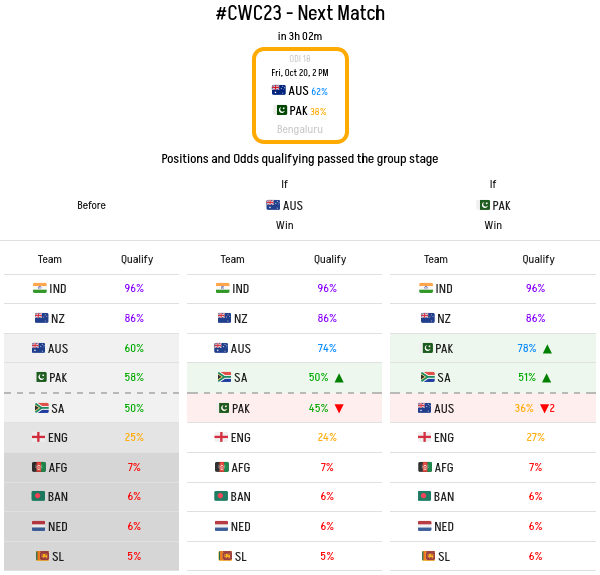 #CWC23 - Next Match
in 3h 02m
ODI 18
Fri, Oct 20, 2 PM
AUS 62%
PAK 38%
Bengaluru
Positions and Odds qualifying passed the group stage
Before
If
AUS
Win
If
PAK
Win
Team Qualify Team Qualify Team Qualify
IND 96% IND 96% IND 96%
NZ 86% NZ 86% NZ 86%
AUS 60% AUS 74% PAK 78% ▲
PAK 58% SA 50% ▲ SA 51% ▲
SA 50% PAK 45% ▼ AUS 36% ▼2
ENG 25% ENG 24% ENG 27%
AFG 7% AFG 7% AFG 7%
BAN 6% BAN 6% BAN 6%
NED 6% NED 6% NED 6%
SL 5% SL 5% SL 6%